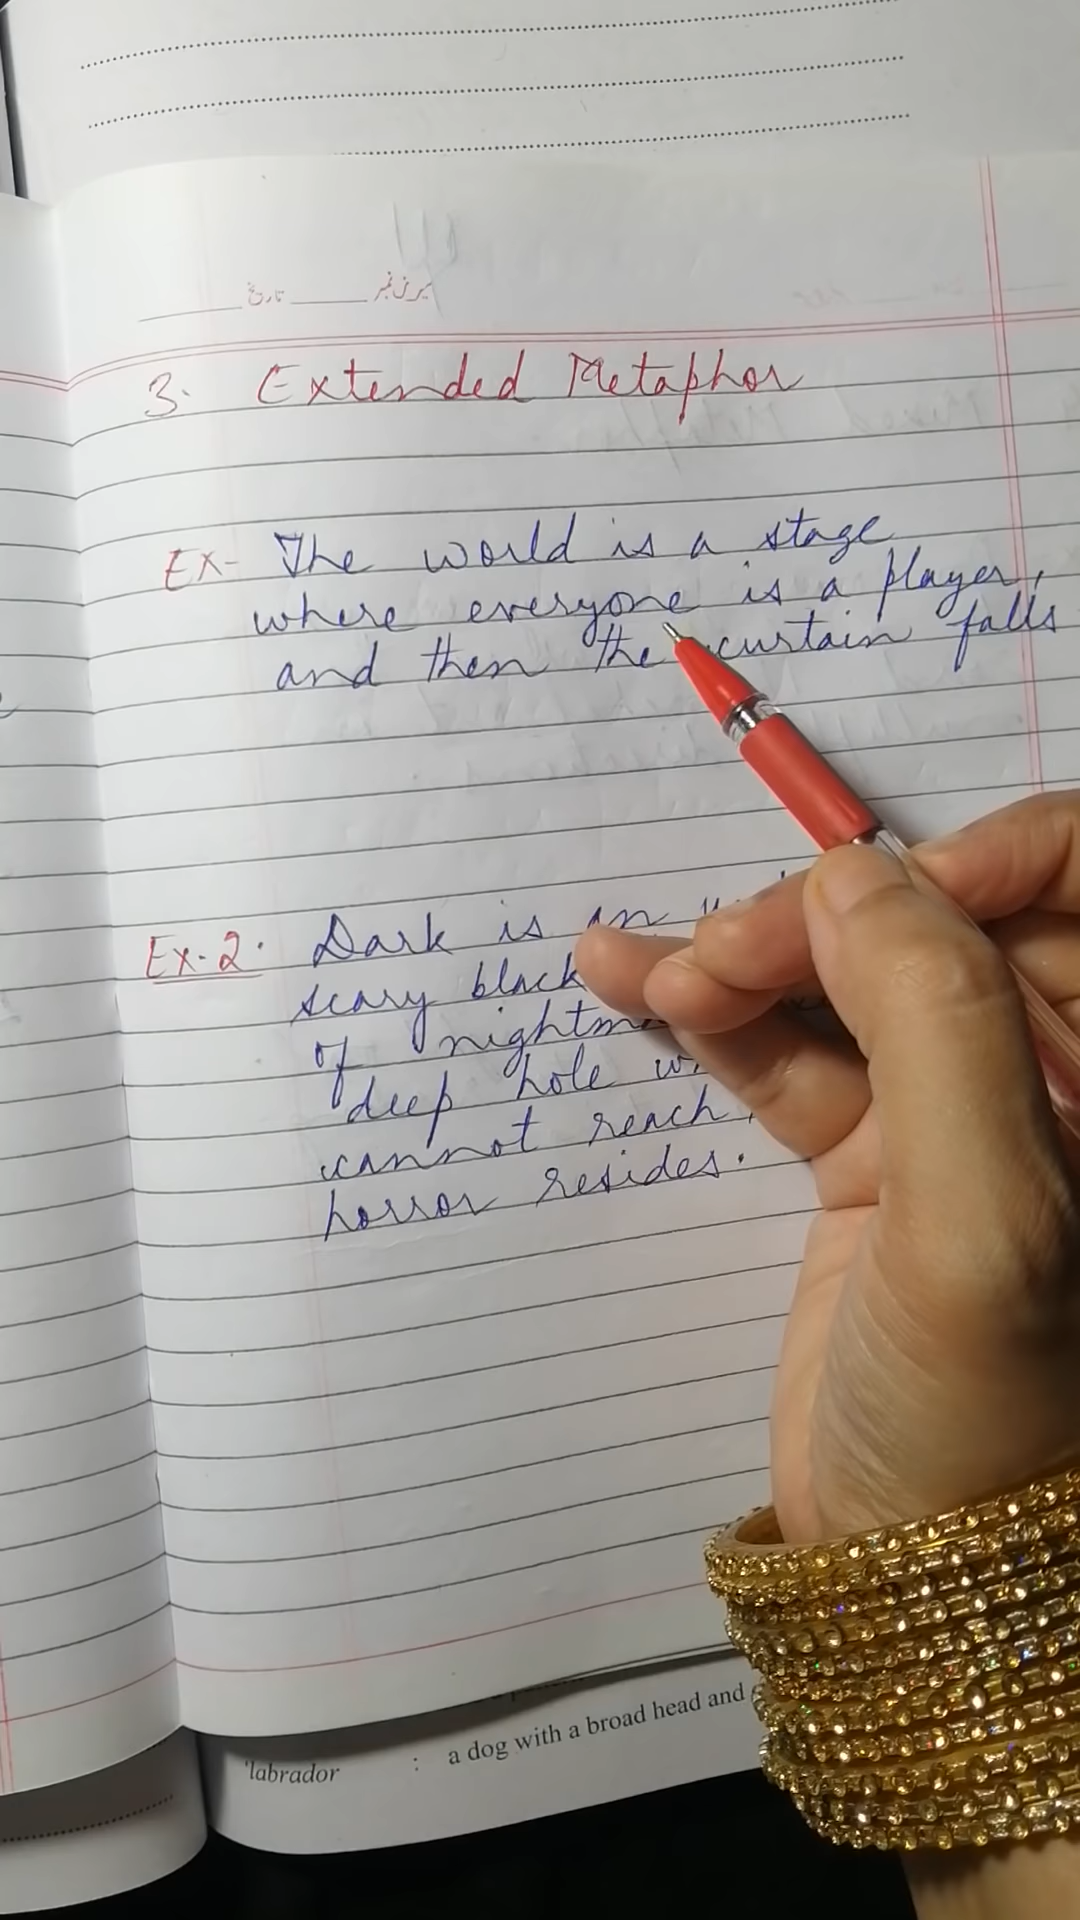 تاریخ سیریل نمبر
3. Extended Metaphor
Ex- The world is a stage
where everyone is a player,
and then the curtain falls
Ex-2. Dark is an
scary black
of
deep hole
cannot reach,
horror resides.
'labrador : a dog with a broad head and